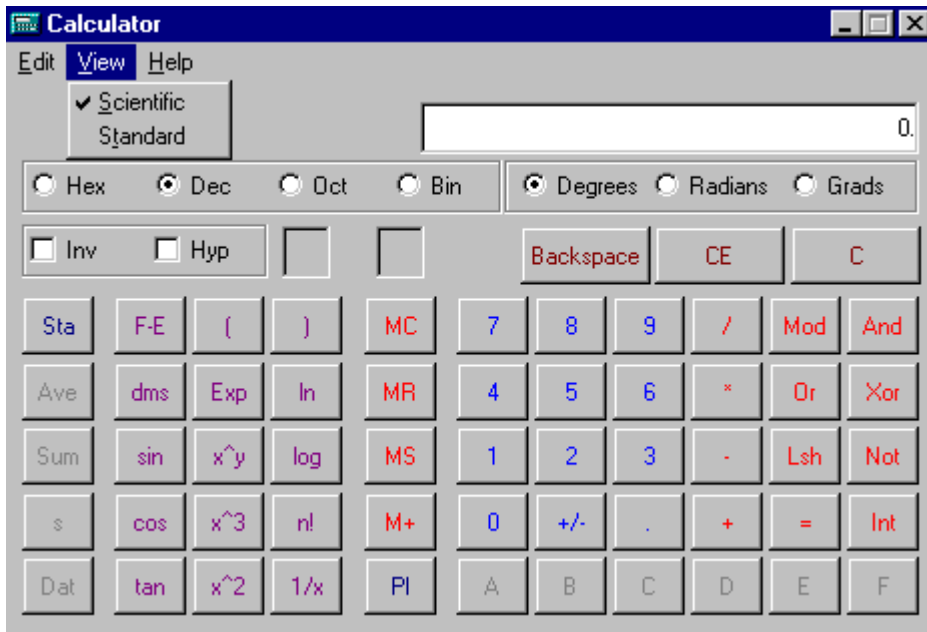 Calculator
Edit View Help
Scientific
Standard
0.
Hex Dec Oct Bin Degrees Radians Grads
Inv Hyp Backspace CE C
Sta F-E ( ) MC 7 8 9 / Mod And
Ave dms Exp ln MR 4 5 6 * Or Xor
Sum sin x^y log MS 1 2 3 - Lsh Not
s cos x^3 n! M+ 0 +/- . + = Int
Dat tan x^2 1/x PI A B C D E F